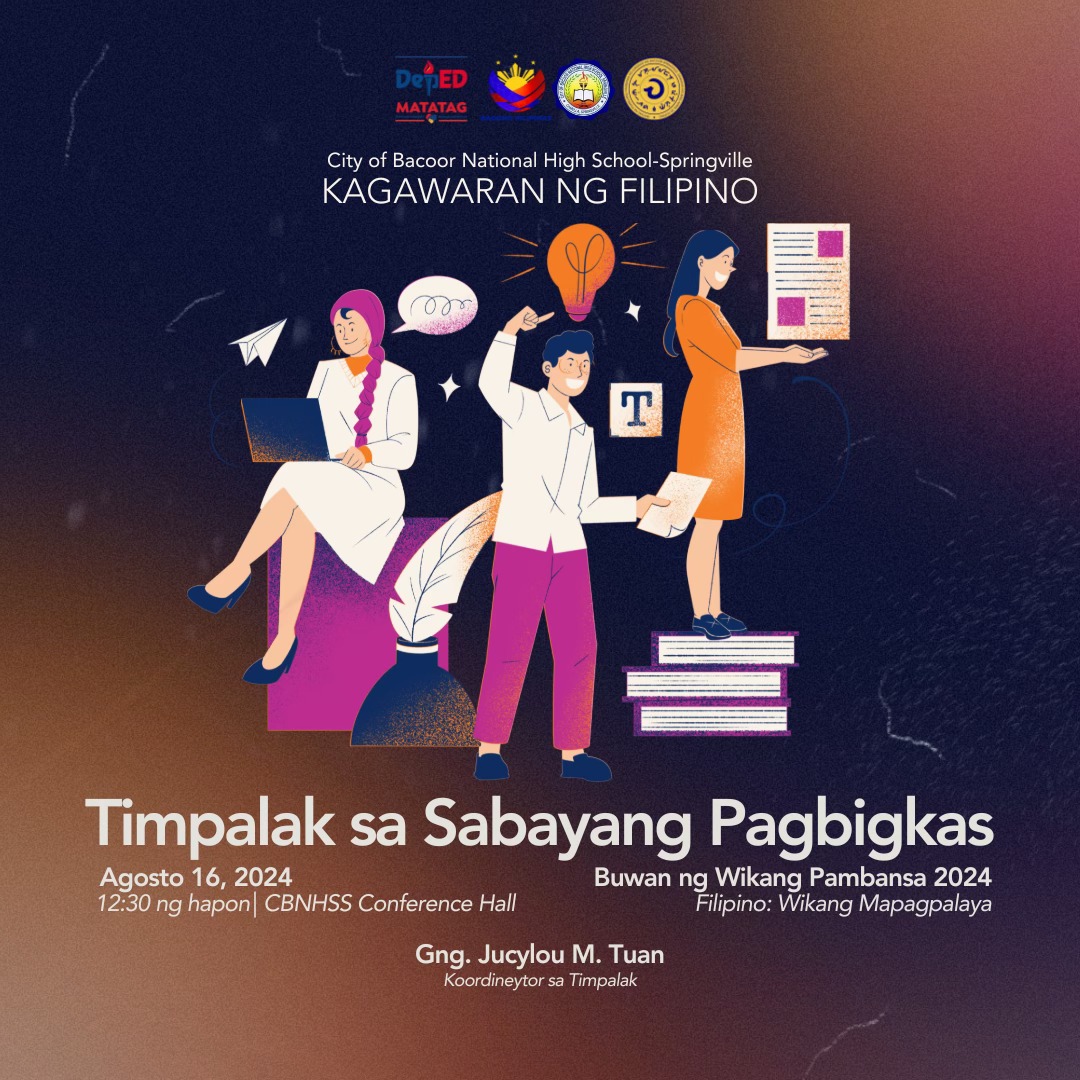 DepED
MATATAG
City of Bacoor National High School-Springville
KAGAWARAN NG FILIPINO
T
Timpalak sa Sabayang Pagbigkas
Agosto 16, 2024
12:30 ng hapon| CBNHSS Conference Hall
Buwan ng Wikang Pambansa 2024
Filipino: Wikang Mapagpalaya
Gng. Jucylou M. Tuan
Koordineytor sa Timpalak